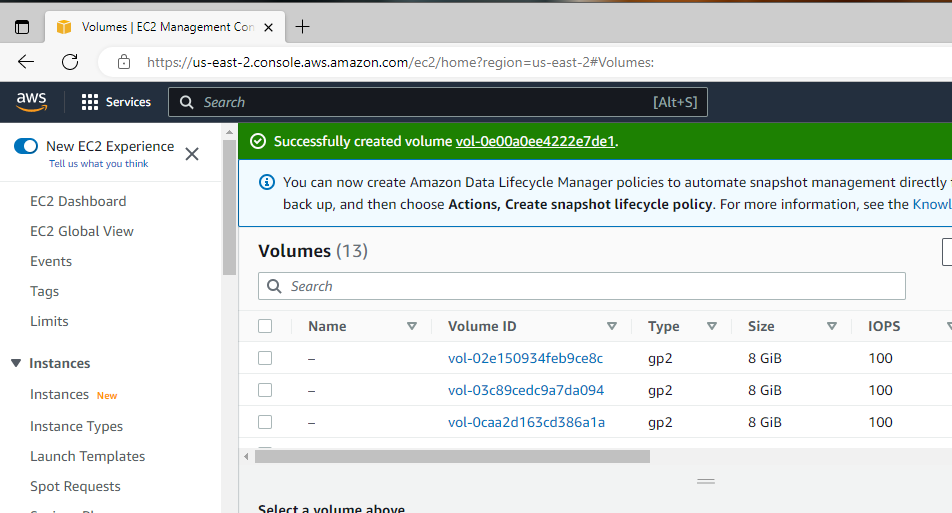 Volumes | EC2 Management Con
https://us-east-2.console.aws.amazon.com/ec2/home?region=us-east-2#Volumes:
aws
Services
Search
[Alt+S]
New EC2 Experience
Tell us what you think
EC2 Dashboard
EC2 Global View
Events
Tags
Limits
Instances
Instances New
Instance Types
Launch Templates
Spot Requests
Successfully created volume vol-0e00a0ee4222e7de1.
You can now create Amazon Data Lifecycle Manager policies to automate snapshot management directly
back up, and then choose Actions, Create snapshot lifecycle policy. For more information, see the Knowl
Volumes (13)
Search
Name Volume ID Type Size IOPS
– vol-02e150934feb9ce8c gp2 8 GiB 100
– vol-03c89cedc9a7da094 gp2 8 GiB 100
– vol-0caa2d163cd386a1a gp2 8 GiB 100
Select a volume above